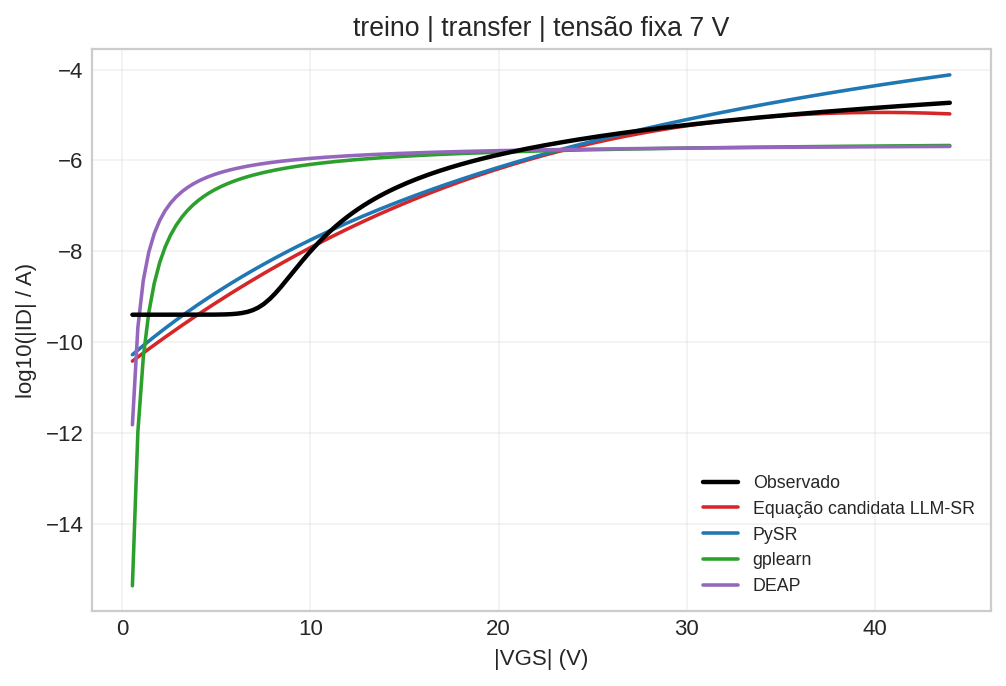 treino | transfer | tensão fixa 7 V
log10(|ID| / A)
−4
−6
−8
−10
−12
−14
0
10
20
30
40
|VGS| (V)
Observado
Equação candidata LLM-SR
PySR
gplearn
DEAP